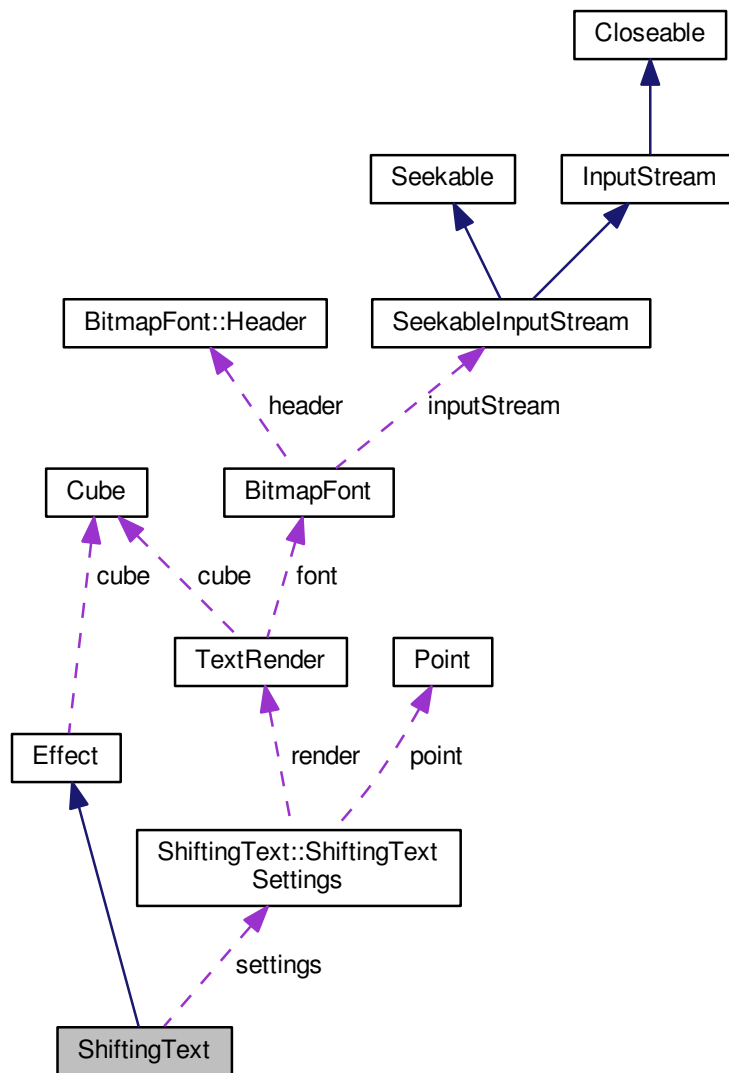 Closeable
Seekable
InputStream
BitmapFont::Header
SeekableInputStream
header
inputStream
Cube
BitmapFont
cube
cube
font
TextRender
Point
Effect
render
point
ShiftingText::ShiftingText
Settings
settings
ShiftingText